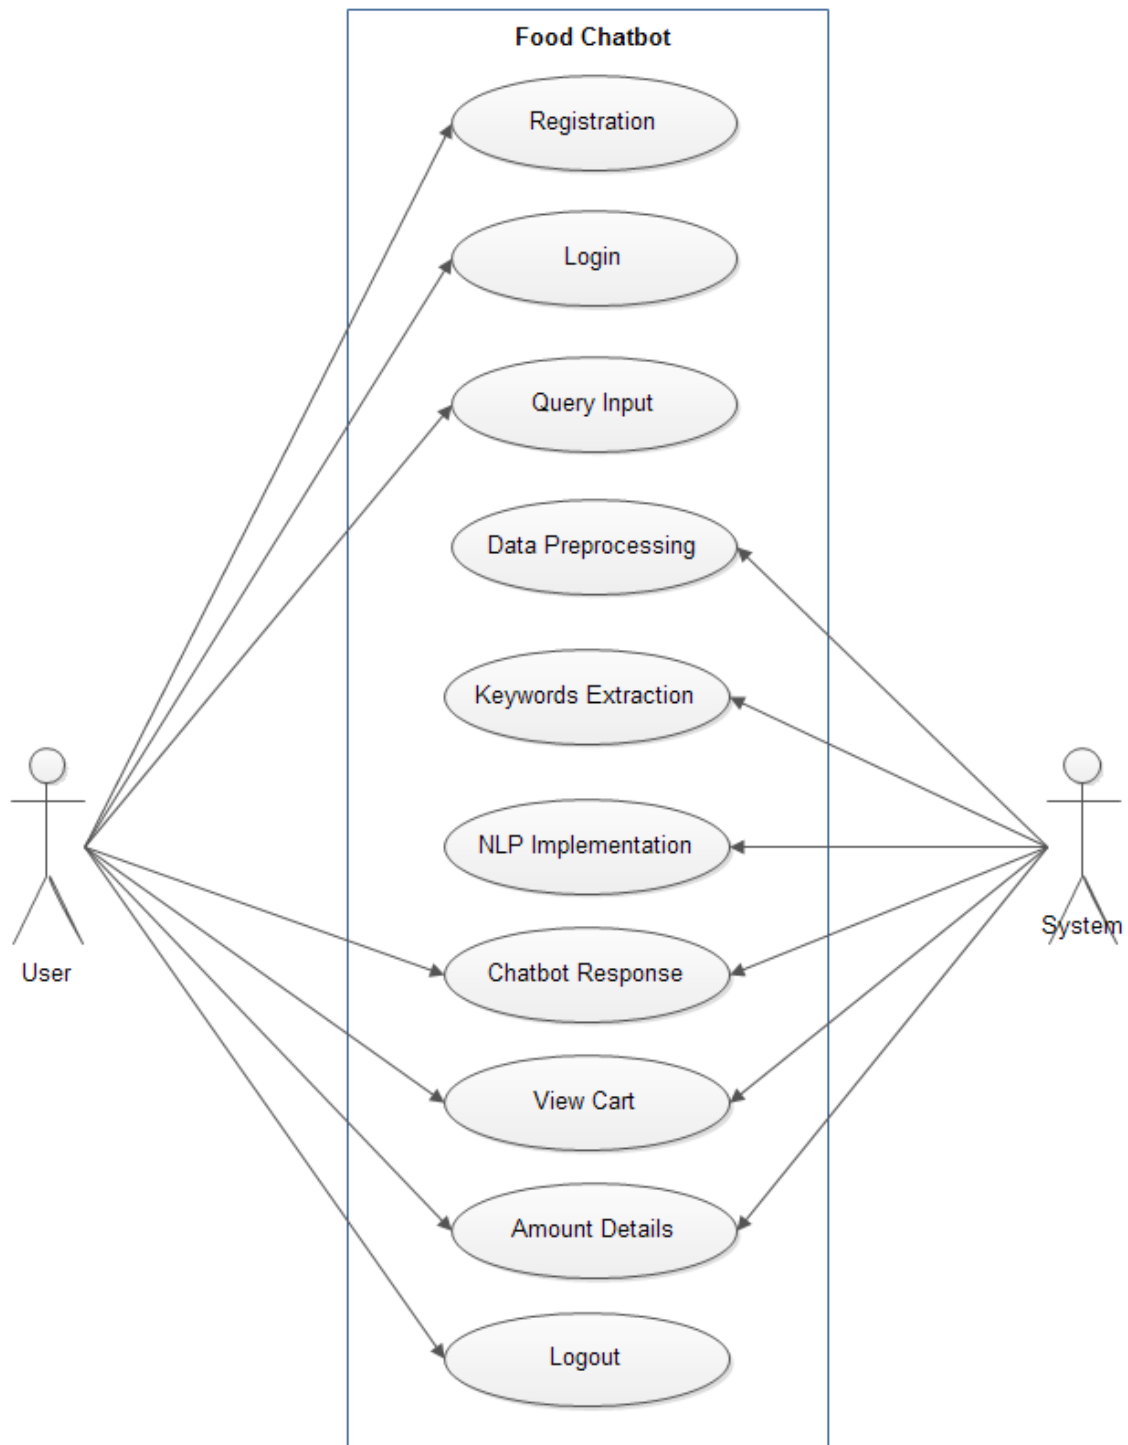 Food Chatbot
Registration
Login
Query Input
Data Preprocessing
Keywords Extraction
NLP Implementation
System
User
Chatbot Response
View Cart
Amount Details
Logout